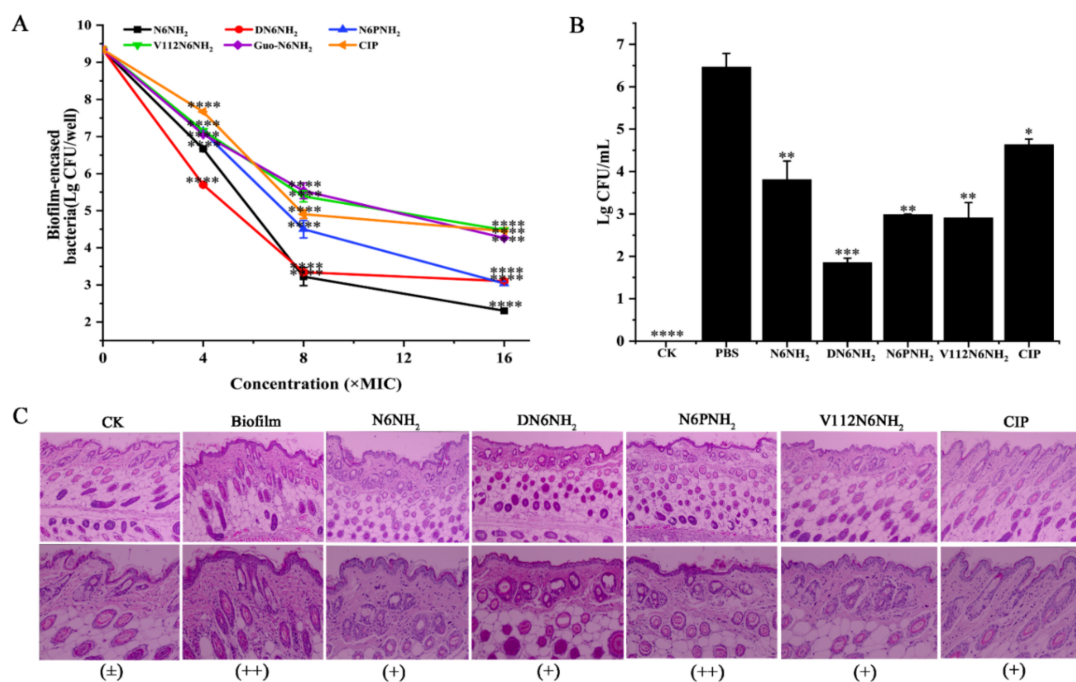 A
N6NH₂ DN6NH₂ N6PNH₂
V112N6NH₂ Guo-N6NH₂ CIP
Biofilm-encased
bacteria(Lg CFU/well)
10
9
8
7
6
5
4
3
2
**** **** **** **** ****
**** **** **** **** **** ****
**** **** **** **** **** ****
0 4 8 12 16
Concentration (×MIC)
B
Lg CFU/mL
7
6
5
4
3
2
1
0
**** ** *** ** ** *
CK PBS N6NH₂ DN6NH₂ N6PNH₂ V112N6NH₂ CIP
C
CK Biofilm N6NH₂ DN6NH₂ N6PNH₂ V112N6NH₂ CIP
(±) (++) (+) (+) (++) (+) (+)